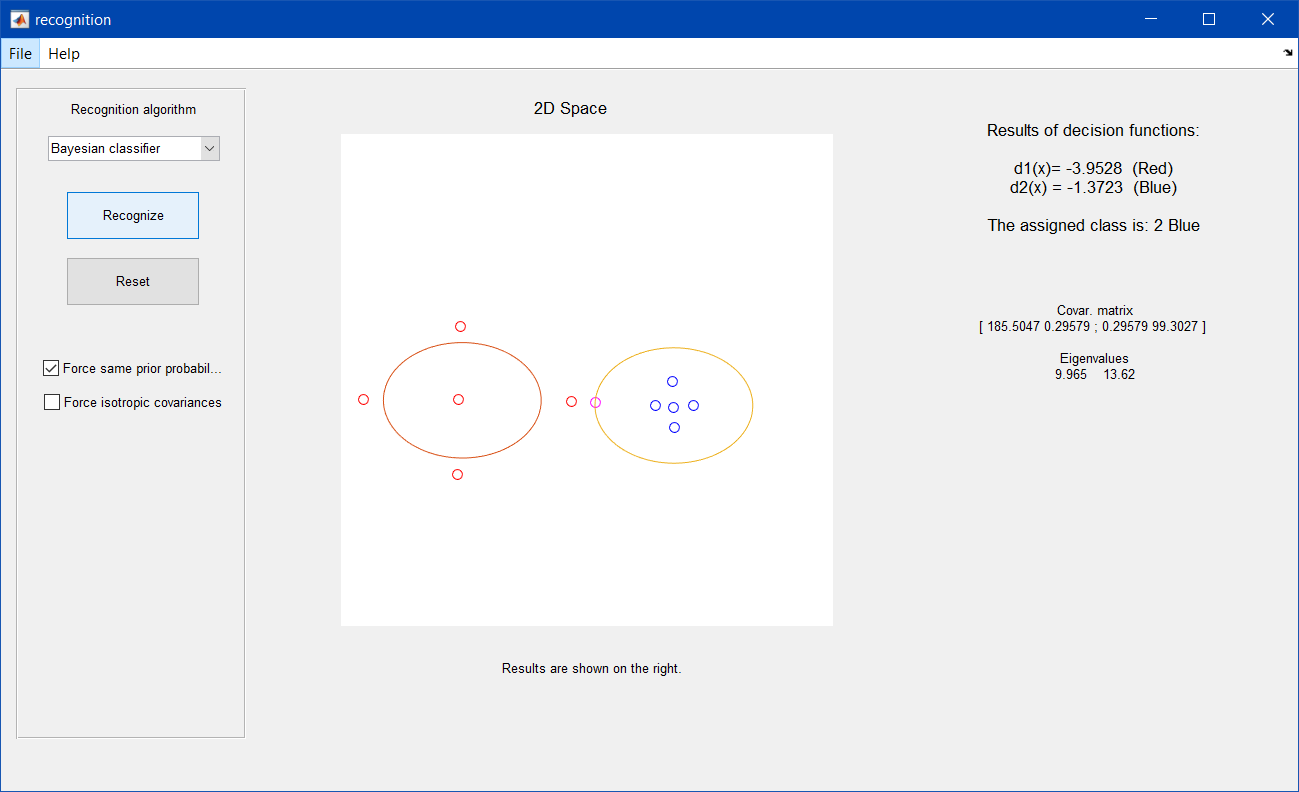 recognition
File Help
Recognition algorithm
Bayesian classifier
Recognize
Reset
Force same prior probabil...
Force isotropic covariances
2D Space
Results are shown on the right.
Results of decision functions:
d1(x)= -3.9528 (Red)
d2(x) = -1.3723 (Blue)
The assigned class is: 2 Blue
Covar. matrix
[ 185.5047 0.29579 ; 0.29579 99.3027 ]
Eigenvalues
9.965 13.62